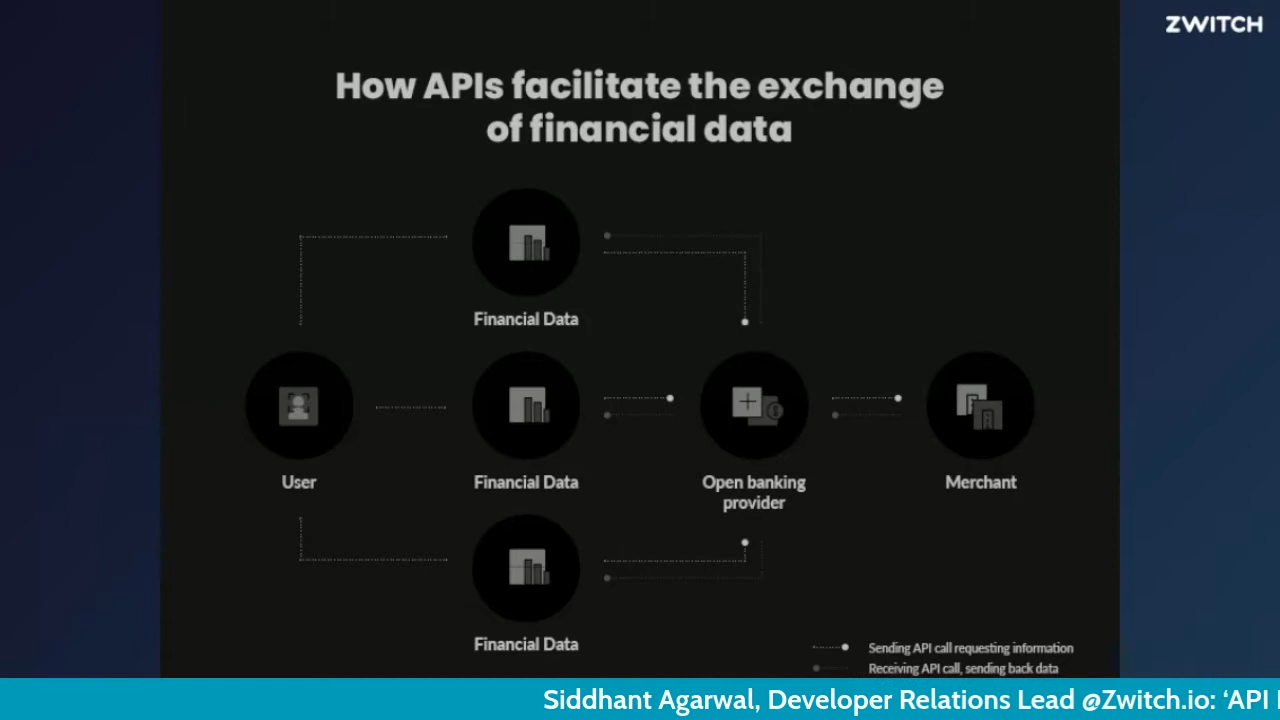 ZWITCH
How APIs facilitate the exchange
of financial data
Financial Data
User
Financial Data
Open banking
provider
Merchant
Financial Data
Sending API call requesting information
Receiving API call, sending back data
Siddhant Agarwal, Developer Relations Lead @Zwitch.io: ‘API